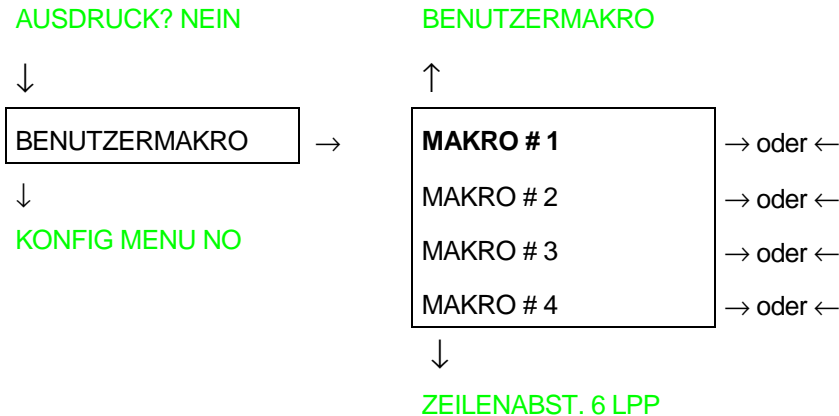 AUSDRUCK? NEIN
↓
BENUTZERMAKRO →
↓
KONFIG MENU NO
BENUTZERMAKRO
↑
MAKRO # 1 → oder ←
MAKRO # 2 → oder ←
MAKRO # 3 → oder ←
MAKRO # 4 → oder ←
↓
ZEILENABST. 6 LPP